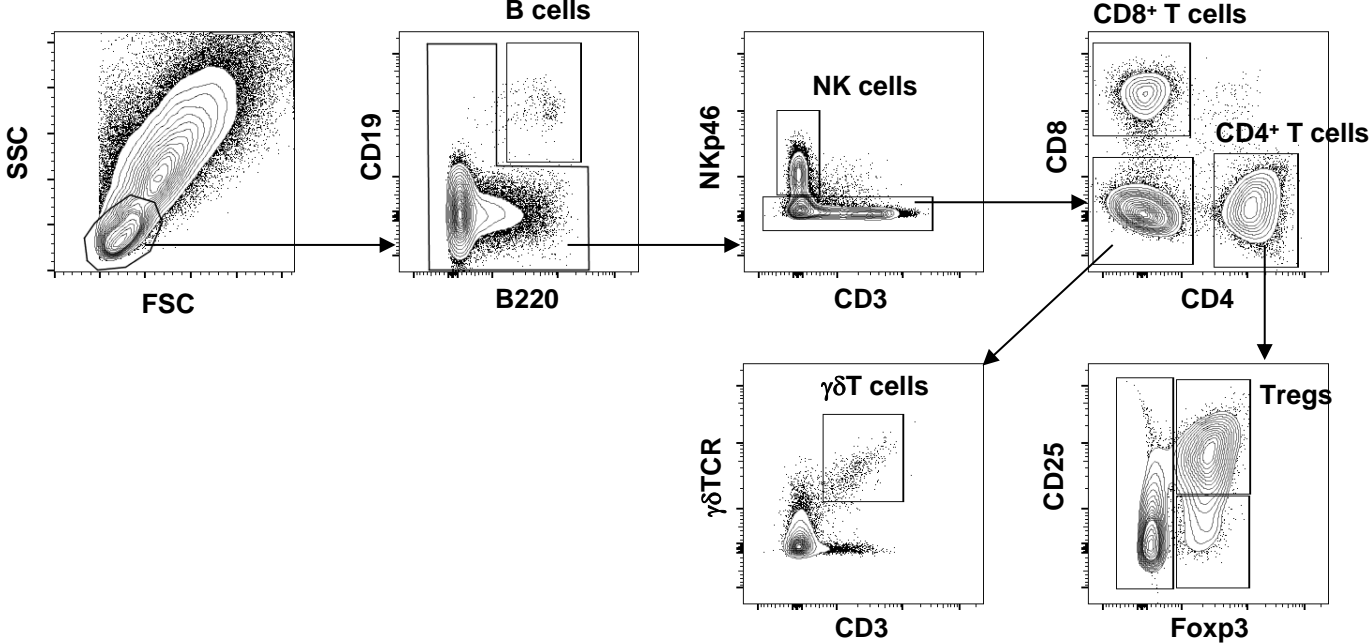 B cells
CD8⁺ T cells
SSC
FSC
CD19
B220
NKp46
NK cells
CD3
CD8
CD4⁺ T cells
CD4
γδTCR
γδT cells
CD3
CD25
Tregs
Foxp3